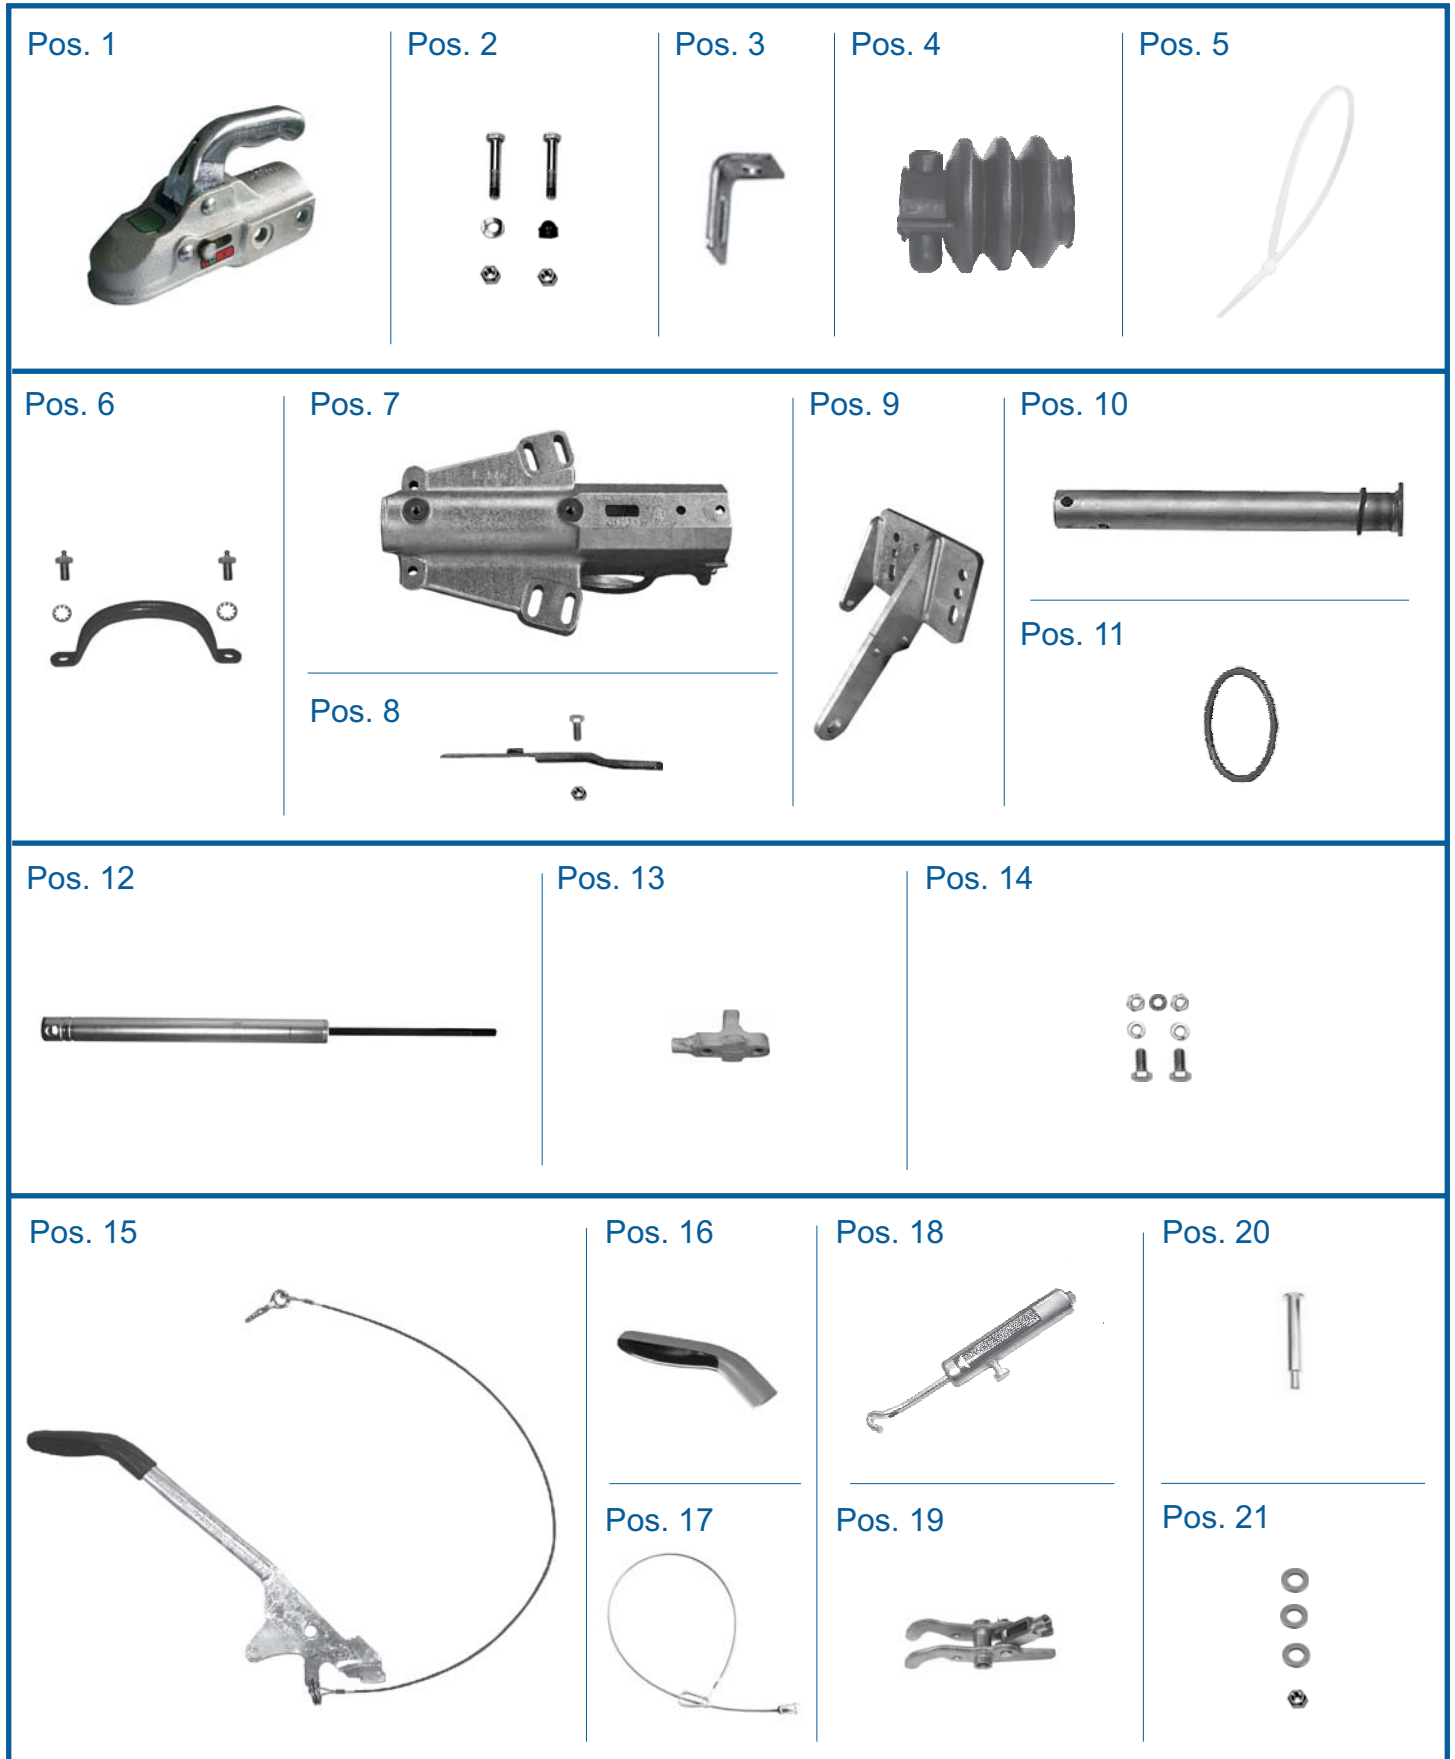 Pos. 1
Pos. 2
Pos. 3
Pos. 4
Pos. 5
Pos. 6
Pos. 7
Pos. 8
Pos. 9
Pos. 10
Pos. 11
Pos. 12
Pos. 13
Pos. 14
Pos. 15
Pos. 16
Pos. 17
Pos. 18
Pos. 19
Pos. 20
Pos. 21